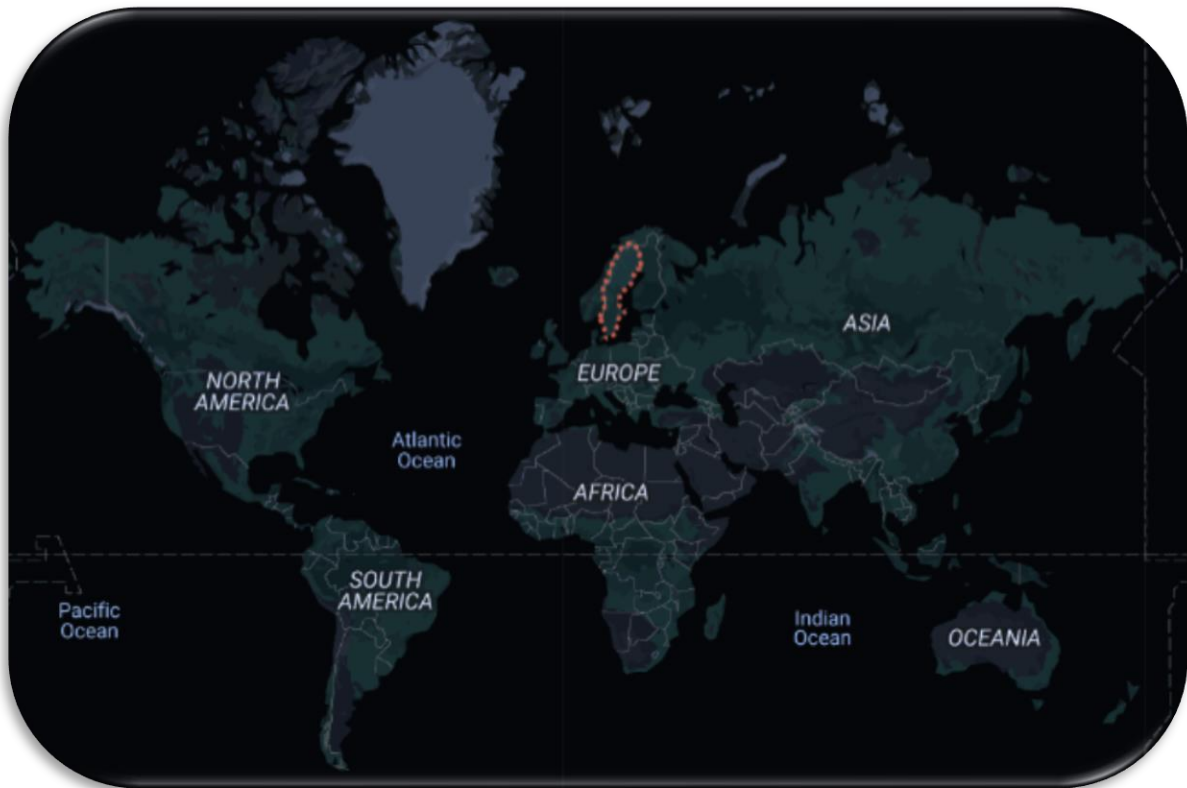 ASIA
NORTH
AMERICA
EUROPE
Atlantic
Ocean
AFRICA
SOUTH
AMERICA
Pacific
Ocean
Indian
Ocean
OCEANIA